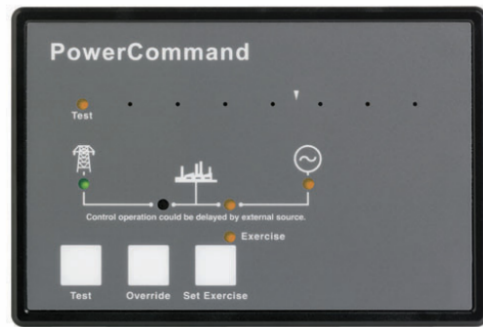 PowerCommand
Test
Control operation could be delayed by external source.
Exercise
Test Override Set Exercise